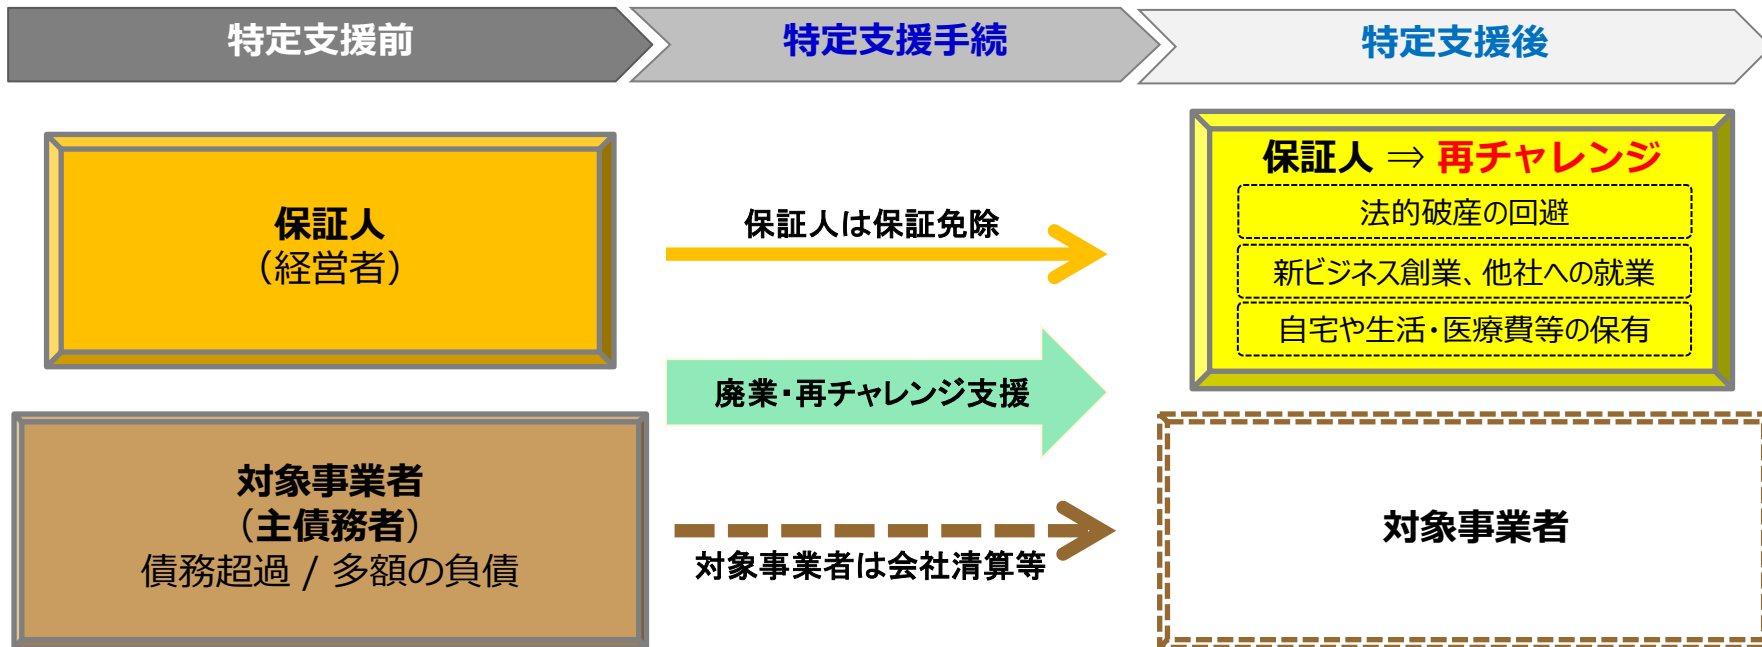 特定支援前
特定支援手続
特定支援後
保証人
（経営者）
保証人は保証免除
保証人 ⇒ 再チャレンジ
法的破産の回避
新ビジネス創業、他社への就業
自宅や生活・医療費等の保有
廃業・再チャレンジ支援
対象事業者
（主債務者）
債務超過 / 多額の負債
対象事業者は会社清算等
対象事業者